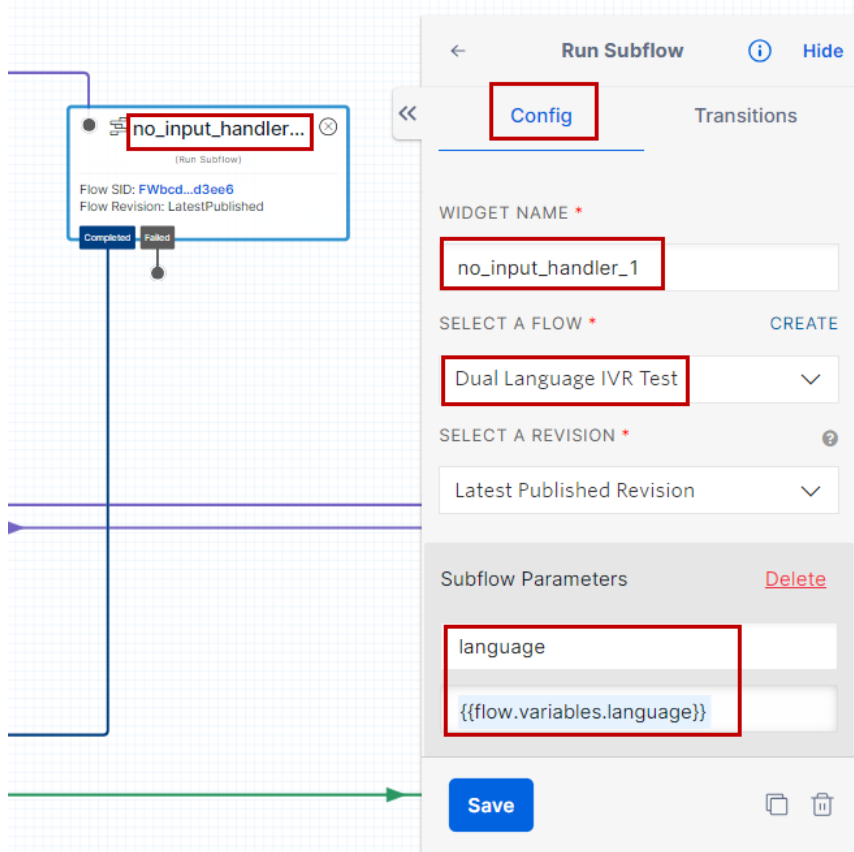 no_input_handler...
(Run Subflow)
Flow SID: FWbcd...d3ee6
Flow Revision: LatestPublished
Completed
Failed
Run Subflow
Hide
Config
Transitions
WIDGET NAME *
no_input_handler_1
SELECT A FLOW *
CREATE
Dual Language IVR Test
SELECT A REVISION *
Latest Published Revision
Subflow Parameters
Delete
language
{{flow.variables.language}}
Save